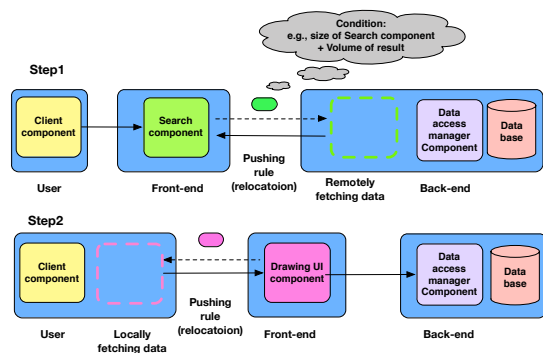 Condition:
e.g., size of Search component
+ Volume of result
Step1
Client
component
Search
component
Data
access
manager
Component
Data
base
User
Front-end
Pushing
rule
(relocatoion)
Remotely
fetching data
Back-end
Step2
Client
component
Drawing UI
component
Data
access
manager
Component
Data
base
User
Locally
fetching data
Pushing
rule
(relocatoion)
Front-end
Back-end